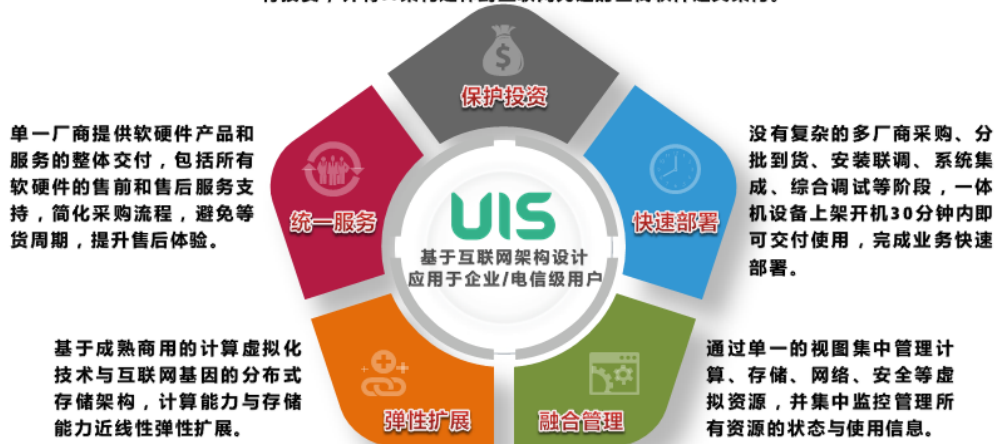 保护投资
单一厂商提供软硬件产品和
服务的整体交付，包括所有
软硬件的售前和售后服务支
持，简化采购流程，避免等
货周期，提升售后体验。
统一服务
UIS
基于互联网架构设计
应用于企业/电信级用户
快速部署
没有复杂的多厂商采购、分
批到货、安装联调、系统集
成、综合调试等阶段，一体
机设备上架开机30分钟内即
可交付使用，完成业务快速
部署。
基于成熟商用的计算虚拟化
技术与互联网基因的分布式
存储架构，计算能力与存储
能力近线性弹性扩展。
弹性扩展
融合管理
通过单一的视图集中管理计
算、存储、网络、安全等虚
拟资源，并集中监控管理所
有资源的状态与使用信息。